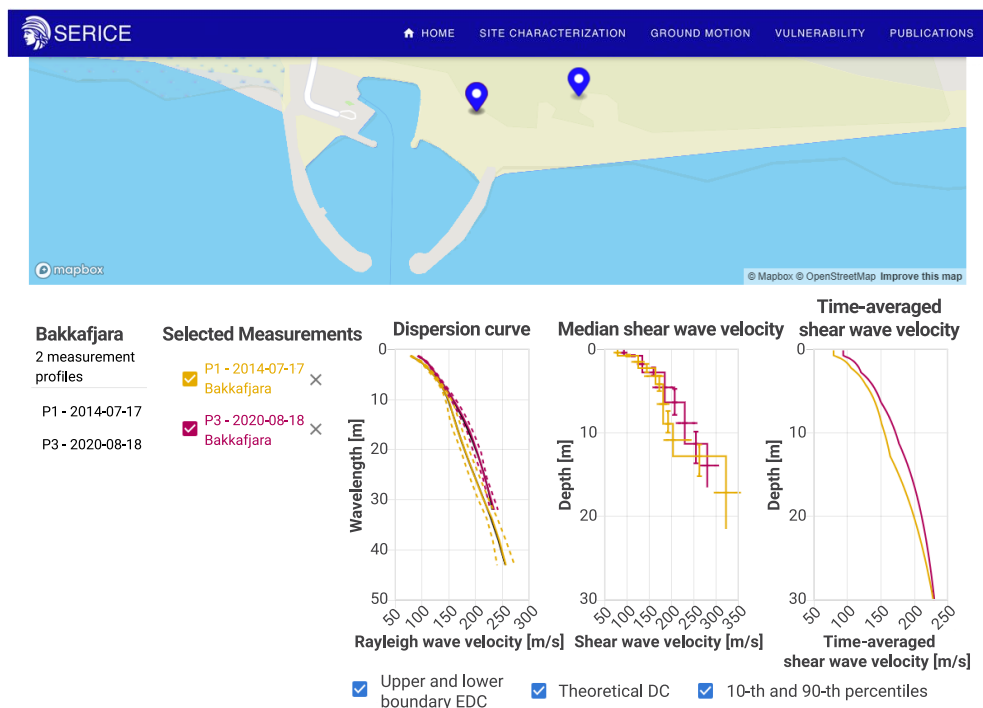 SERICE
HOME SITE CHARACTERIZATION GROUND MOTION VULNERABILITY PUBLICATIONS
mapbox
© Mapbox © OpenStreetMap Improve this map
Bakkafjara
2 measurement
profiles
P1 - 2014-07-17
P3 - 2020-08-18
Selected Measurements
P1 - 2014-07-17
Bakkafjara
P3 - 2020-08-18
Bakkafjara
Dispersion curve
0
10
20
30
40
50
Wavelength [m]
50 100 150 200 250 300
Rayleigh wave velocity [m/s]
Median shear wave velocity
0
10
20
30
Depth [m]
50 100 150 200 250 300 350
Shear wave velocity [m/s]
Time-averaged
shear wave velocity
0
10
20
30
Depth [m]
50 100 150 200 250
Time-averaged
shear wave velocity [m/s]
Upper and lower
boundary EDC
Theoretical DC
10-th and 90-th percentiles